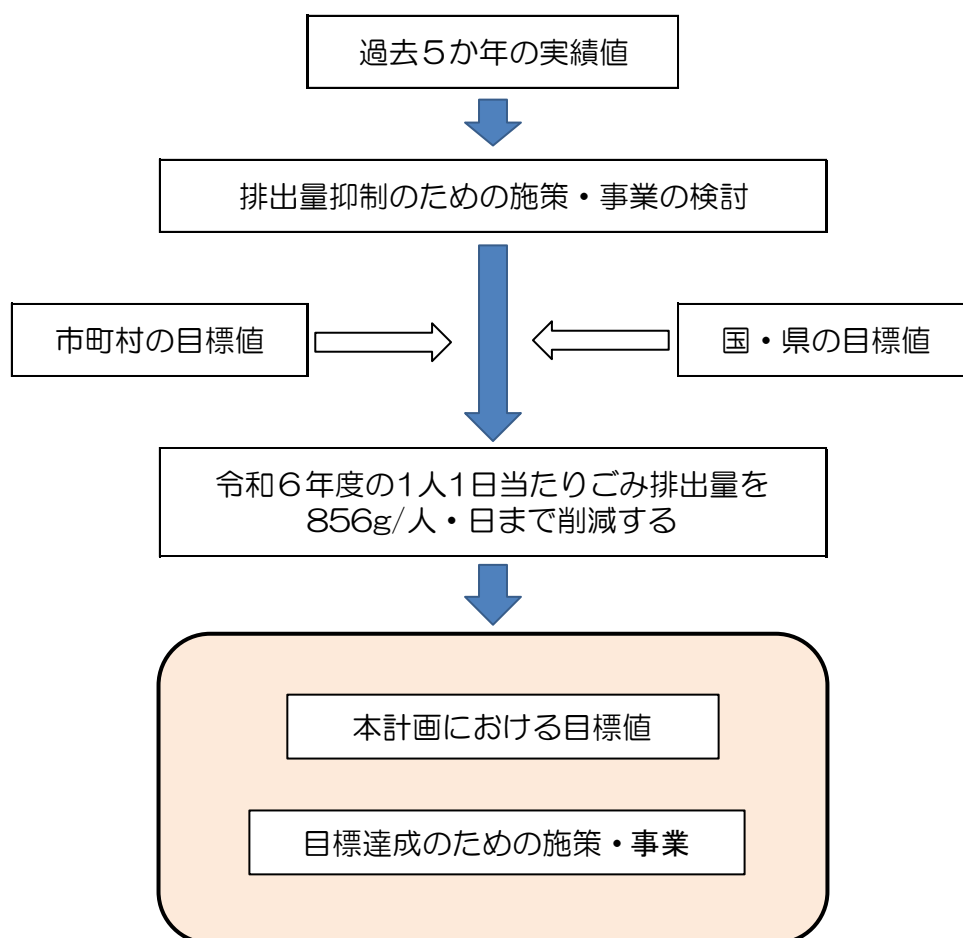 過去５か年の実績値
排出量抑制のための施策・事業の検討
市町村の目標値
国・県の目標値
令和６年度の1人1日当たりごみ排出量を
856g/人・日まで削減する
本計画における目標値
目標達成のための施策・事業